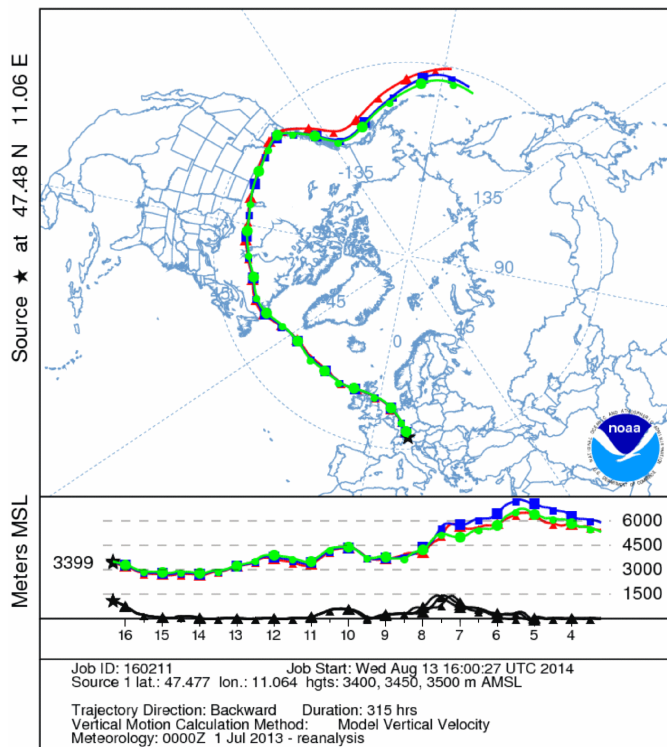 Source ★ at 47.48 N 11.06 E
-135
135
90
-45
45
0
noaa
Meters MSL
3399
6000
4500
3000
1500
16 15 14 13 12 11 10 9 8 7 6 5 4
Job ID: 160211 Job Start: Wed Aug 13 16:00:27 UTC 2014
Source 1 lat.: 47.477 lon.: 11.064 hgts: 3400, 3450, 3500 m AMSL
Trajectory Direction: Backward Duration: 315 hrs
Vertical Motion Calculation Method: Model Vertical Velocity
Meteorology: 0000Z 1 Jul 2013 - reanalysis